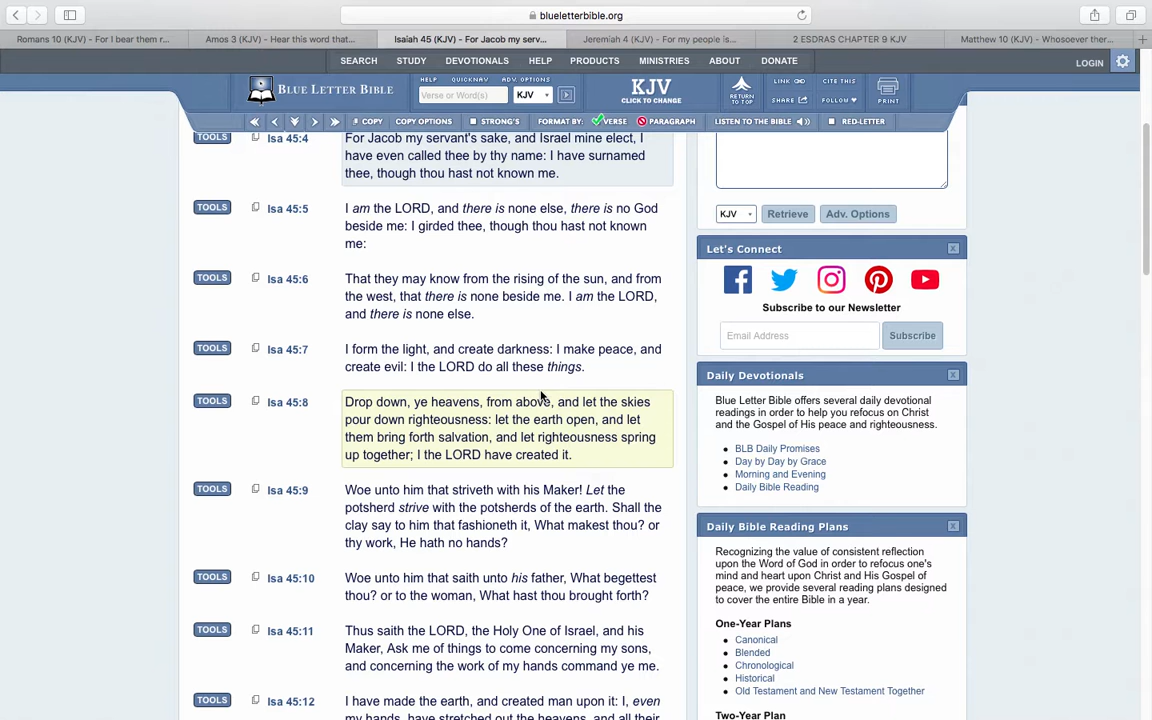 blueletterbible.org
Romans 10 (KJV) - For I bear them r...
Amos 3 (KJV) - Hear this word that...
Isaiah 45 (KJV) - For Jacob my serv...
Jeremiah 4 (KJV) - For my people is...
2 ESDRAS CHAPTER 9 KJV
Matthew 10 (KJV) - Whosoever ther...
SEARCH STUDY DEVOTIONALS HELP PRODUCTS MINISTRIES ABOUT DONATE LOGIN
BLUE LETTER BIBLE
HELP QUICKNAV ADV. OPTIONS
Verse or Word(s) KJV
KJV
CLICK TO CHANGE
RETURN
TO TOP
LINK
CITE THIS
SHARE
FOLLOW
PRINT
COPY COPY OPTIONS STRONG'S FORMAT BY: VERSE PARAGRAPH LISTEN TO THE BIBLE RED-LETTER
TOOLS Isa 45:4 For Jacob my servant's sake, and Israel mine elect, I
have even called thee by thy name: I have surnamed
thee, though thou hast not known me.
TOOLS Isa 45:5 I am the LORD, and there is none else, there is no God
beside me: I girded thee, though thou hast not known
me:
TOOLS Isa 45:6 That they may know from the rising of the sun, and from
the west, that there is none beside me. I am the LORD,
and there is none else.
TOOLS Isa 45:7 I form the light, and create darkness: I make peace, and
create evil: I the LORD do all these things.
TOOLS Isa 45:8 Drop down, ye heavens, from above, and let the skies
pour down righteousness: let the earth open, and let
them bring forth salvation, and let righteousness spring
up together; I the LORD have created it.
TOOLS Isa 45:9 Woe unto him that striveth with his Maker! Let the
potsherd strive with the potsherds of the earth. Shall the
clay say to him that fashioneth it, What makest thou? or
thy work, He hath no hands?
TOOLS Isa 45:10 Woe unto him that saith unto his father, What begettest
thou? or to the woman, What hast thou brought forth?
TOOLS Isa 45:11 Thus saith the LORD, the Holy One of Israel, and his
Maker, Ask me of things to come concerning my sons,
and concerning the work of my hands command ye me.
TOOLS Isa 45:12 I have made the earth, and created man upon it: I, even
my hands, have stretched out the heavens, and all their
KJV Retrieve Adv. Options
Let's Connect
Subscribe to our Newsletter
Email Address Subscribe
Daily Devotionals
Blue Letter Bible offers several daily devotional
readings in order to help you refocus on Christ
and the Gospel of His peace and righteousness.
BLB Daily Promises
Day by Day by Grace
Morning and Evening
Daily Bible Reading
Daily Bible Reading Plans
Recognizing the value of consistent reflection
upon the Word of God in order to refocus one's
mind and heart upon Christ and His Gospel of
peace, we provide several reading plans designed
to cover the entire Bible in a year.
One-Year Plans
Canonical
Blended
Chronological
Historical
Old Testament and New Testament Together
Two-Year Plan